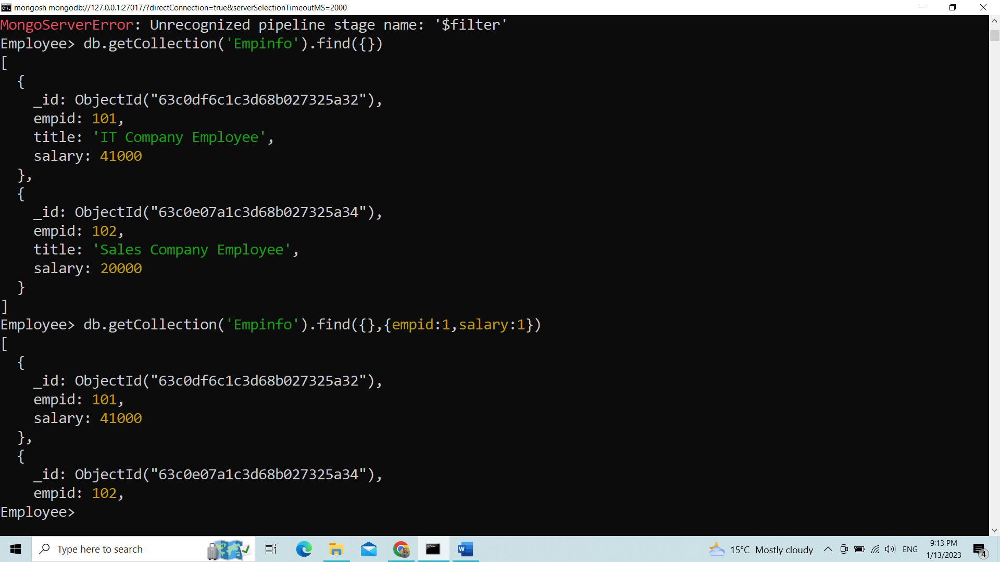 mongosh mongodb://127.0.0.1:27017/?directConnection=true&serverSelectionTimeoutMS=2000
MongoServerError: Unrecognized pipeline stage name: '$filter'
Employee> db.getCollection('Empinfo').find({})
[
  {
    _id: ObjectId("63c0df6c1c3d68b027325a32"),
    empid: 101,
    title: 'IT Company Employee',
    salary: 41000
  },
  {
    _id: ObjectId("63c0e07a1c3d68b027325a34"),
    empid: 102,
    title: 'Sales Company Employee',
    salary: 20000
  }
]
Employee> db.getCollection('Empinfo').find({},{empid:1,salary:1})
[
  {
    _id: ObjectId("63c0df6c1c3d68b027325a32"),
    empid: 101,
    salary: 41000
  },
  {
    _id: ObjectId("63c0e07a1c3d68b027325a34"),
    empid: 102,
Employee>
Type here to search
15°C Mostly cloudy
ENG
9:13 PM
1/13/2023
4